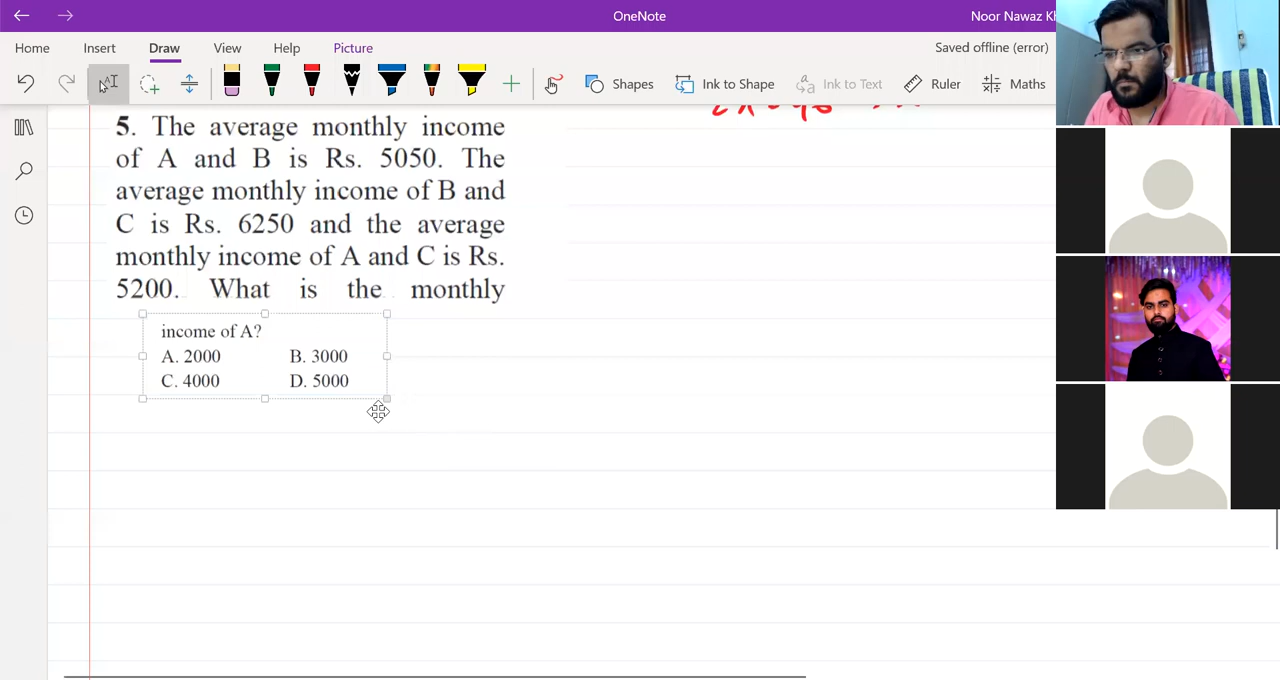 OneNote
Noor Nawaz Kh
Home Insert Draw View Help Picture
Saved offline (error)
Shapes Ink to Shape Ink to Text Ruler Maths
5. The average monthly income
of A and B is Rs. 5050. The
average monthly income of B and
C is Rs. 6250 and the average
monthly income of A and C is Rs.
5200. What is the monthly
income of A?
A. 2000 B. 3000
C. 4000 D. 5000